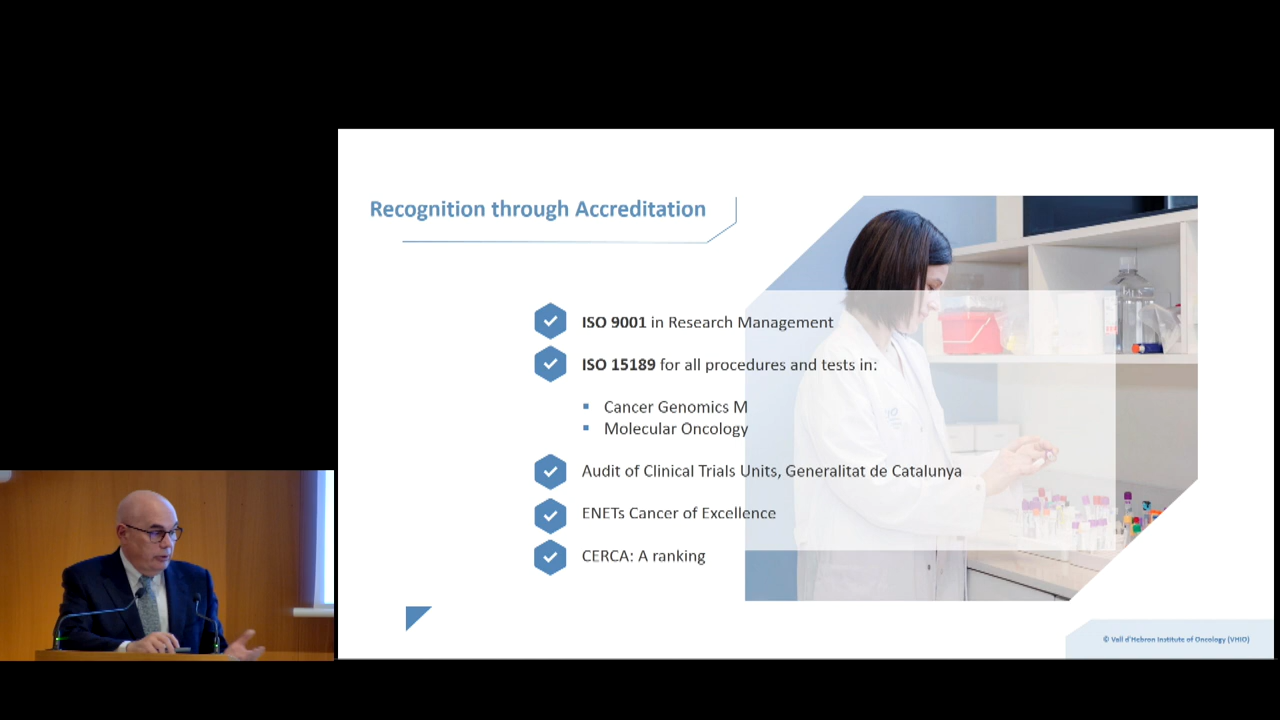 Recognition through Accreditation
ISO 9001 in Research Management
ISO 15189 for all procedures and tests in:
Cancer Genomics M
Molecular Oncology
Audit of Clinical Trials Units, Generalitat de Catalunya
ENETs Cancer of Excellence
CERCA: A ranking
© Vall d'Hebron Institute of Oncology (VHIO)